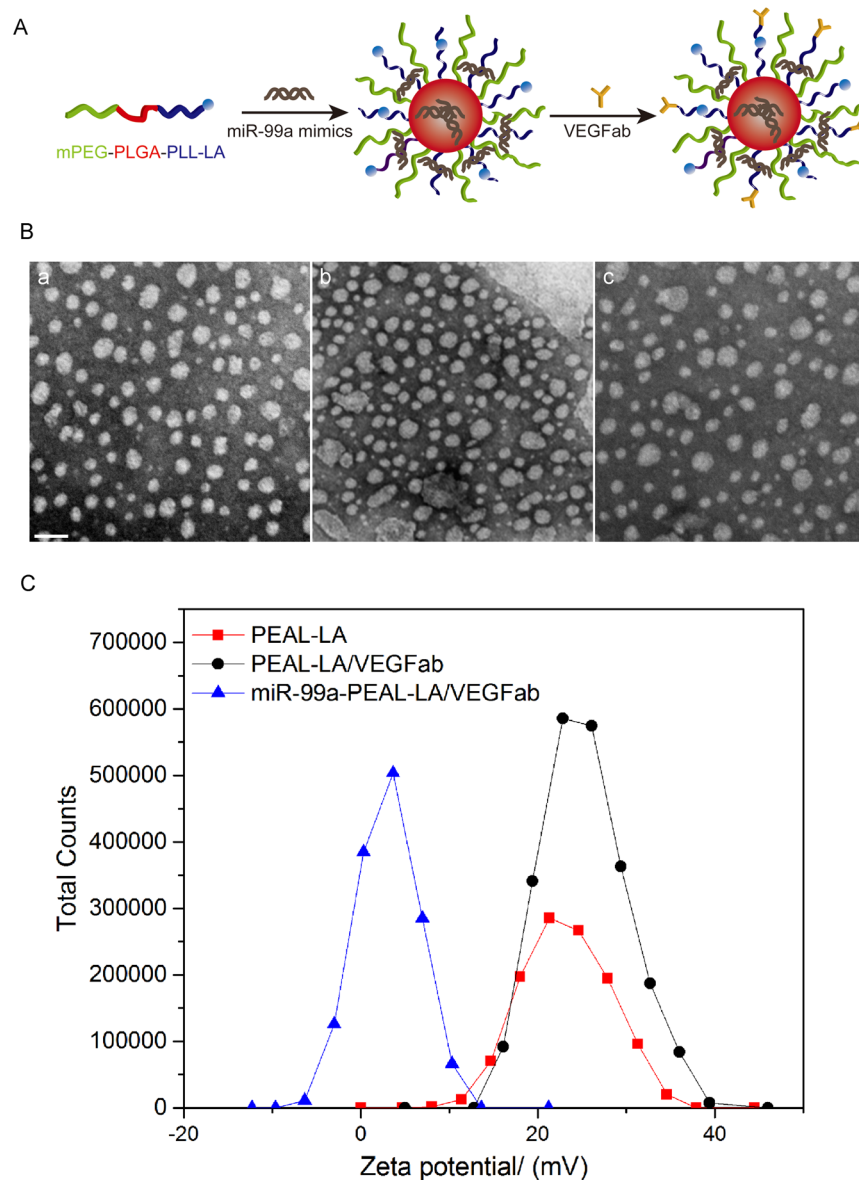 A
miR-99a mimics
VEGFab
mPEG-PLGA-PLL-LA
B
a
b
c
C
700000
600000
500000
400000
300000
200000
100000
0
Total Counts
PEAL-LA
PEAL-LA/VEGFab
miR-99a-PEAL-LA/VEGFab
-20
0
20
40
Zeta potential/ (mV)